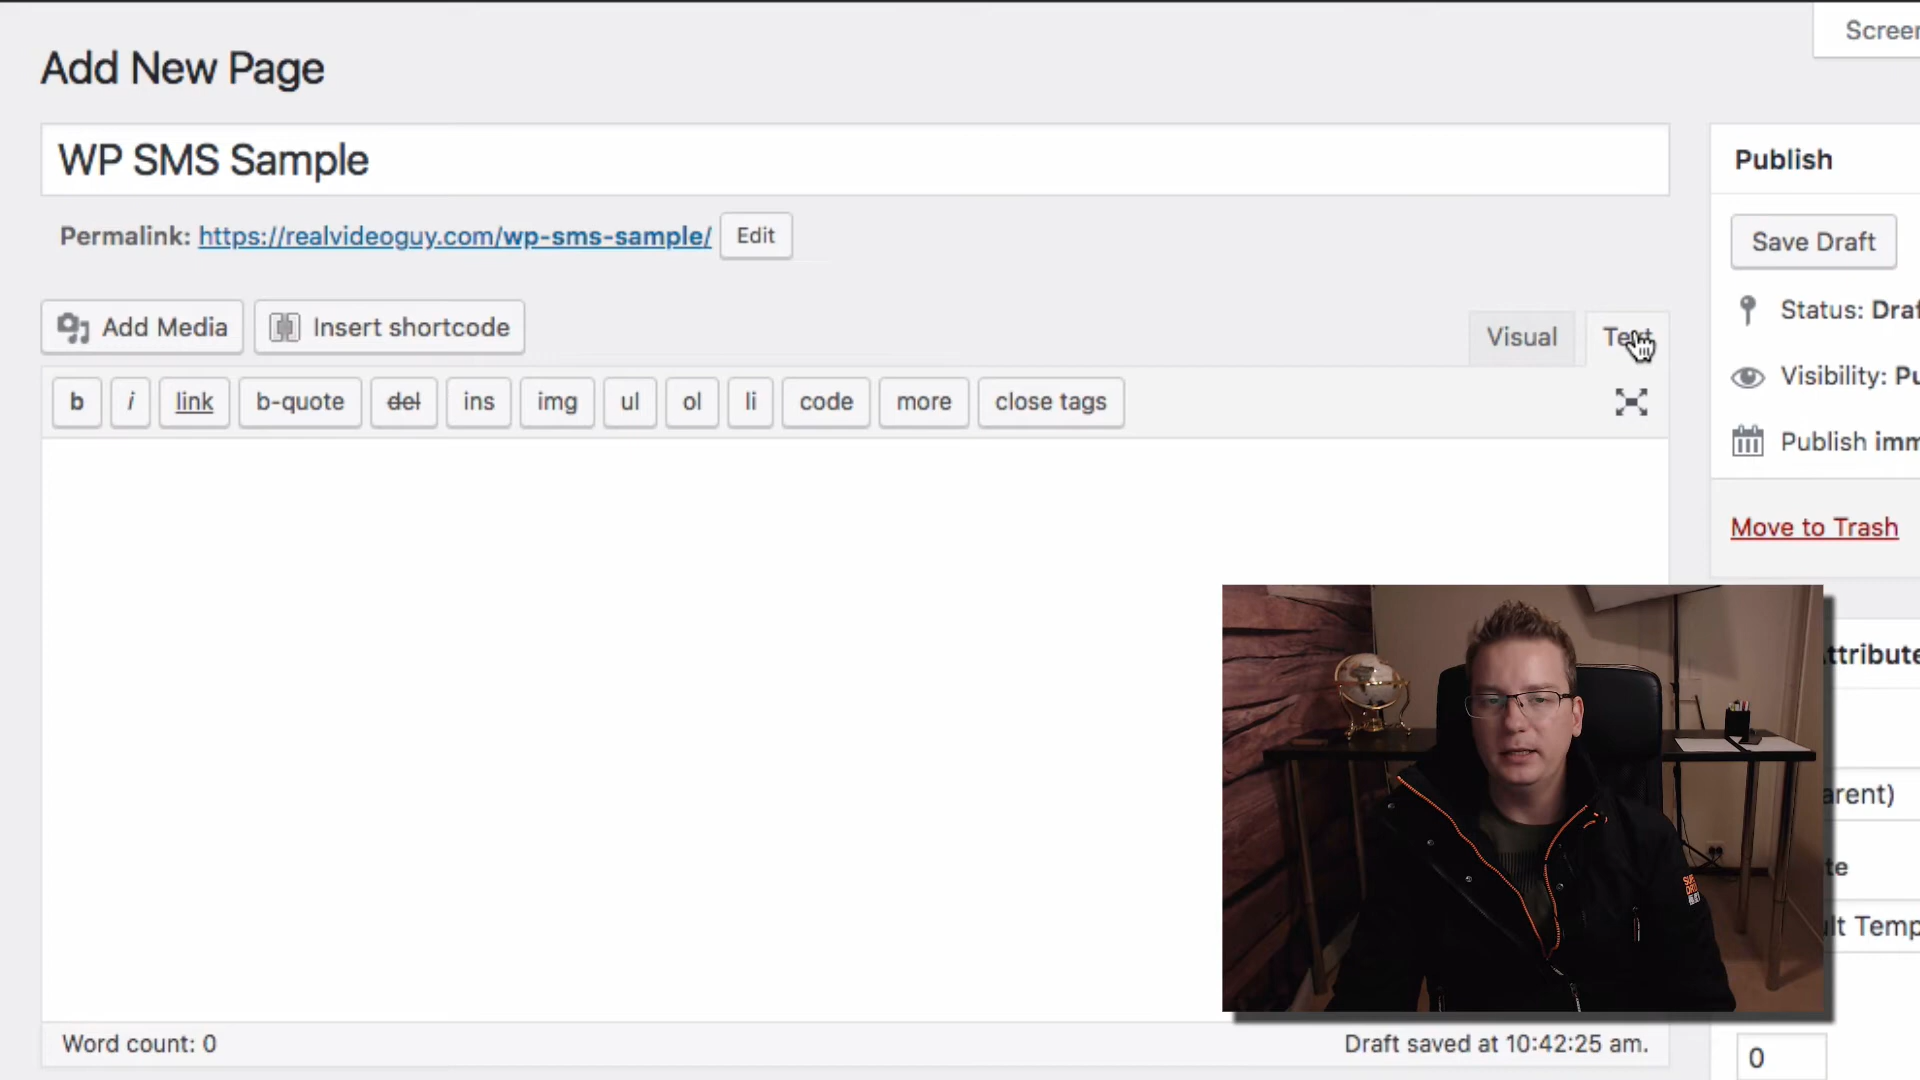 Screen
Add New Page
WP SMS Sample
Publish
Permalink: https://realvideoguy.com/wp-sms-sample/ Edit
Save Draft
Add Media
Insert shortcode
Visual
Text
Status: Draf
b i link b-quote del ins img ul ol li code more close tags
Visibility: Pu
Publish imm
Move to Trash
ttribute
arent)
te
lt Temp
Word count: 0
Draft saved at 10:42:25 am.
0